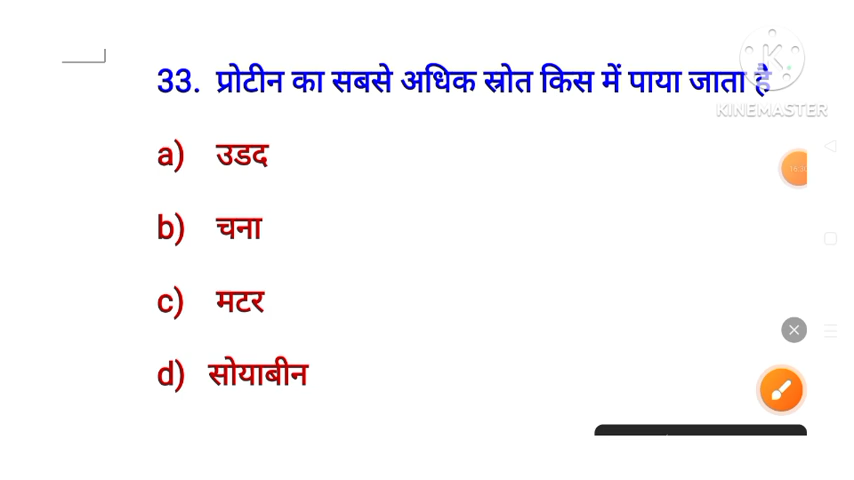 33. प्रोटीन का सबसे अधिक स्रोत किस में पाया जाता है
KINEMASTER
a) उडद
b) चना
c) मटर
d) सोयाबीन